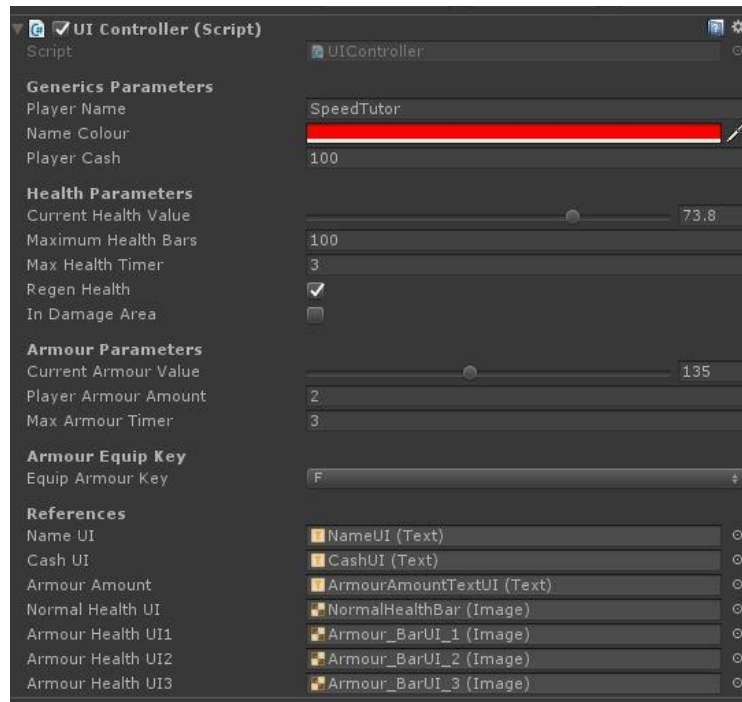 UI Controller (Script)
Script UIController
Generics Parameters
Player Name SpeedTutor
Name Colour
Player Cash 100
Health Parameters
Current Health Value 73.8
Maximum Health Bars 100
Max Health Timer 3
Regen Health
In Damage Area
Armour Parameters
Current Armour Value 135
Player Armour Amount 2
Max Armour Timer 3
Armour Equip Key
Equip Armour Key F
References
Name UI NameUI (Text)
Cash UI CashUI (Text)
Armour Amount ArmourAmountTextUI (Text)
Normal Health UI NormalHealthBar (Image)
Armour Health UI1 Armour_BarUI_1 (Image)
Armour Health UI2 Armour_BarUI_2 (Image)
Armour Health UI3 Armour_BarUI_3 (Image)